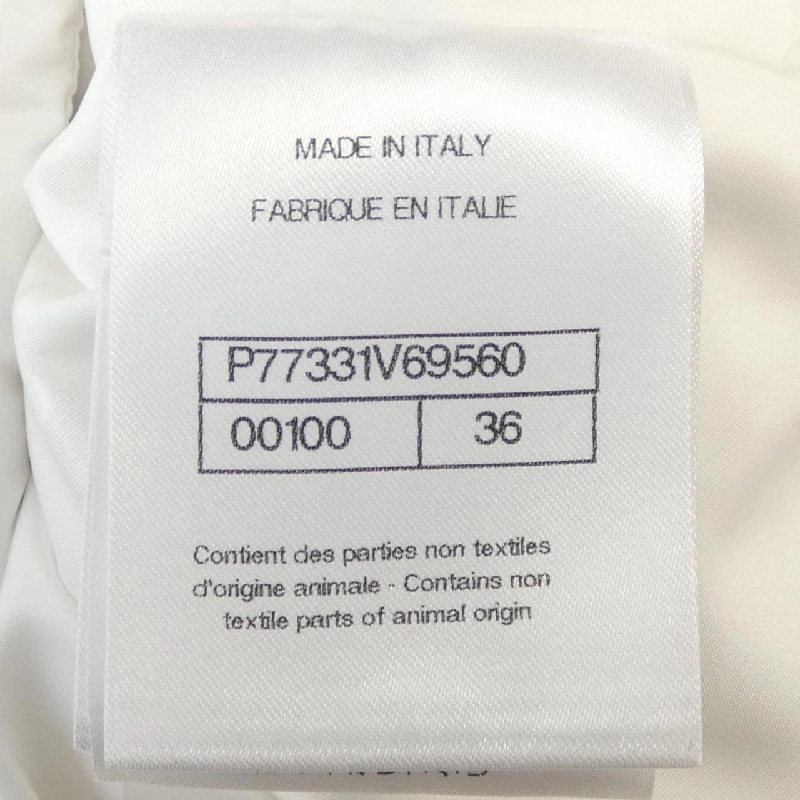 MADE IN ITALY
FABRIQUE EN ITALIE
P77331V69560
00100 36
Contient des parties non textiles
d'origine animale - Contains non
textile parts of animal origin